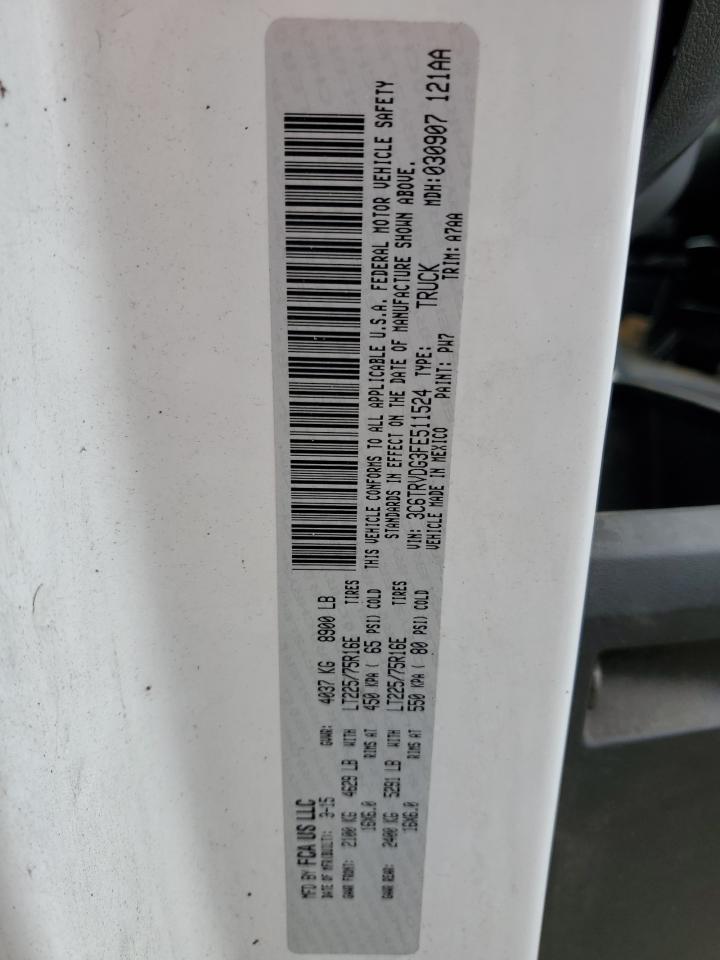 MFD BY FCA US LLC
DATE OF MFR(BUILT): 3-15 GVWR: 4037 KG 8900 LB
GAWR FRONT: 2100 KG 4629 LB WITH LT225/75R16E TIRES
16X6.0 RIMS AT 450 KPA ( 65 PSI) COLD
GAWR REAR: 2400 KG 5291 LB WITH LT225/75R16E TIRES
16X6.0 RIMS AT 550 KPA ( 80 PSI) COLD
THIS VEHICLE CONFORMS TO ALL APPLICABLE U.S.A. FEDERAL MOTOR VEHICLE SAFETY
STANDARDS IN EFFECT ON THE DATE OF MANUFACTURE SHOWN ABOVE.
VIN: 3C6TRVDG3FE511524 TYPE: TRUCK MDH: 030907 121AA
VEHICLE MADE IN MEXICO PAINT: PW7 TRIM: A7AA